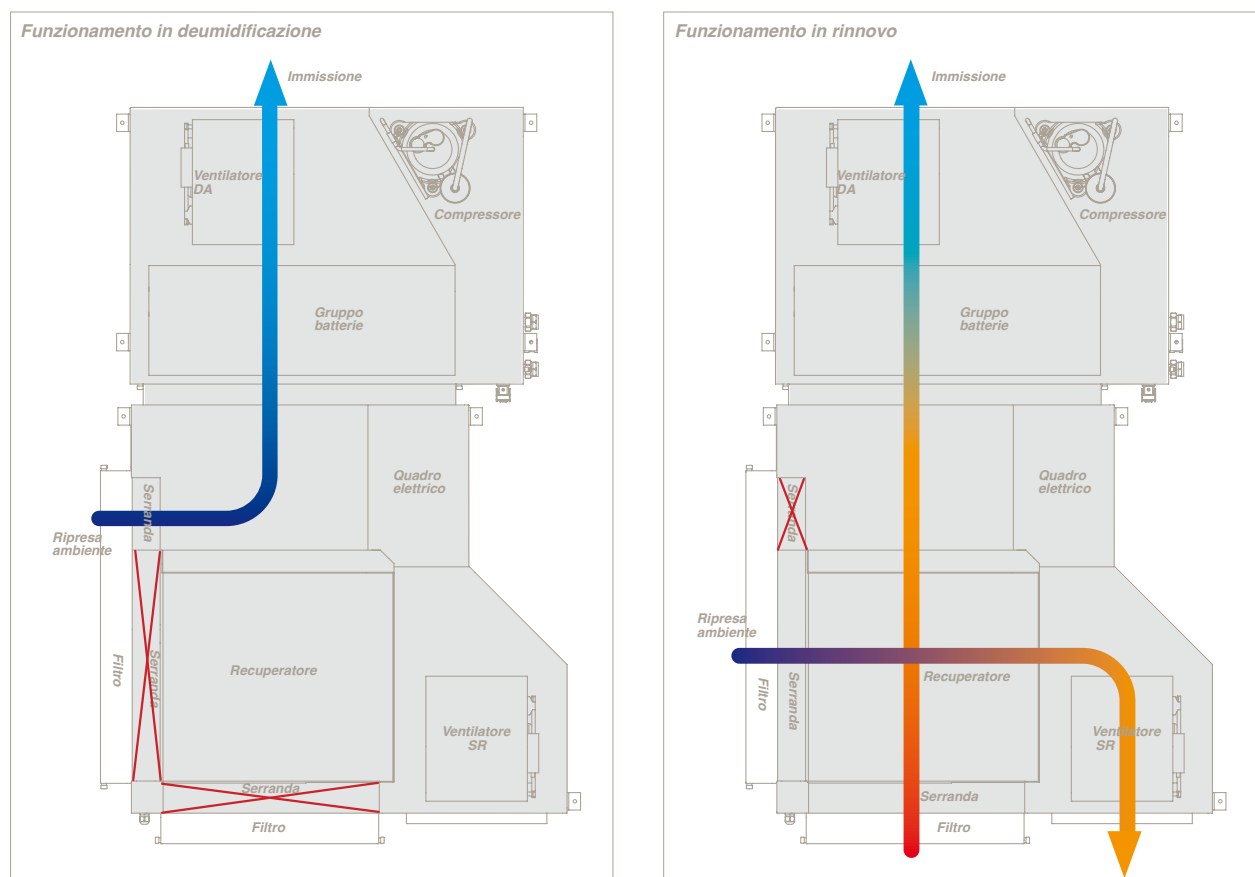 Funzionamento in deumidificazione
Immissione
Ventilatore
DA
Compressore
Gruppo
batterie
Quadro
elettrico
Serranda
Ripresa
ambiente
Filtro
Serranda
Recuperatore
Ventilatore
SR
Serranda
Filtro
Funzionamento in rinnovo
Immissione
Ventilatore
DA
Compressore
Gruppo
batterie
Quadro
elettrico
Serranda
Ripresa
ambiente
Filtro
Serranda
Recuperatore
Ventilatore
SR
Serranda
Filtro